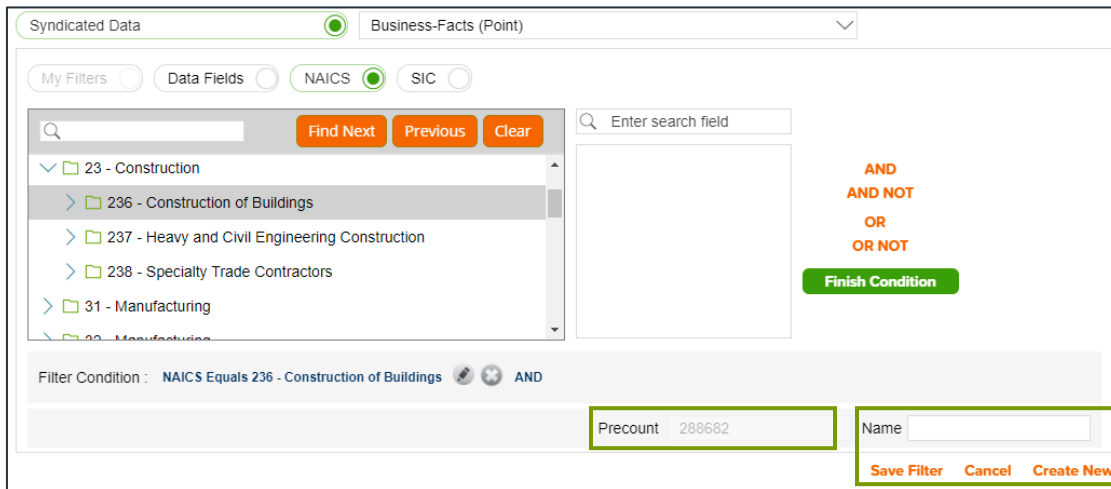 Syndicated Data Business-Facts (Point)
My Filters Data Fields NAICS SIC
Find Next Previous Clear Enter search field
23 - Construction
236 - Construction of Buildings
237 - Heavy and Civil Engineering Construction
238 - Specialty Trade Contractors
31 - Manufacturing
32 - Manufacturing
AND
AND NOT
OR
OR NOT
Finish Condition
Filter Condition : NAICS Equals 236 - Construction of Buildings AND
Precount 288682 Name
Save Filter Cancel Create New